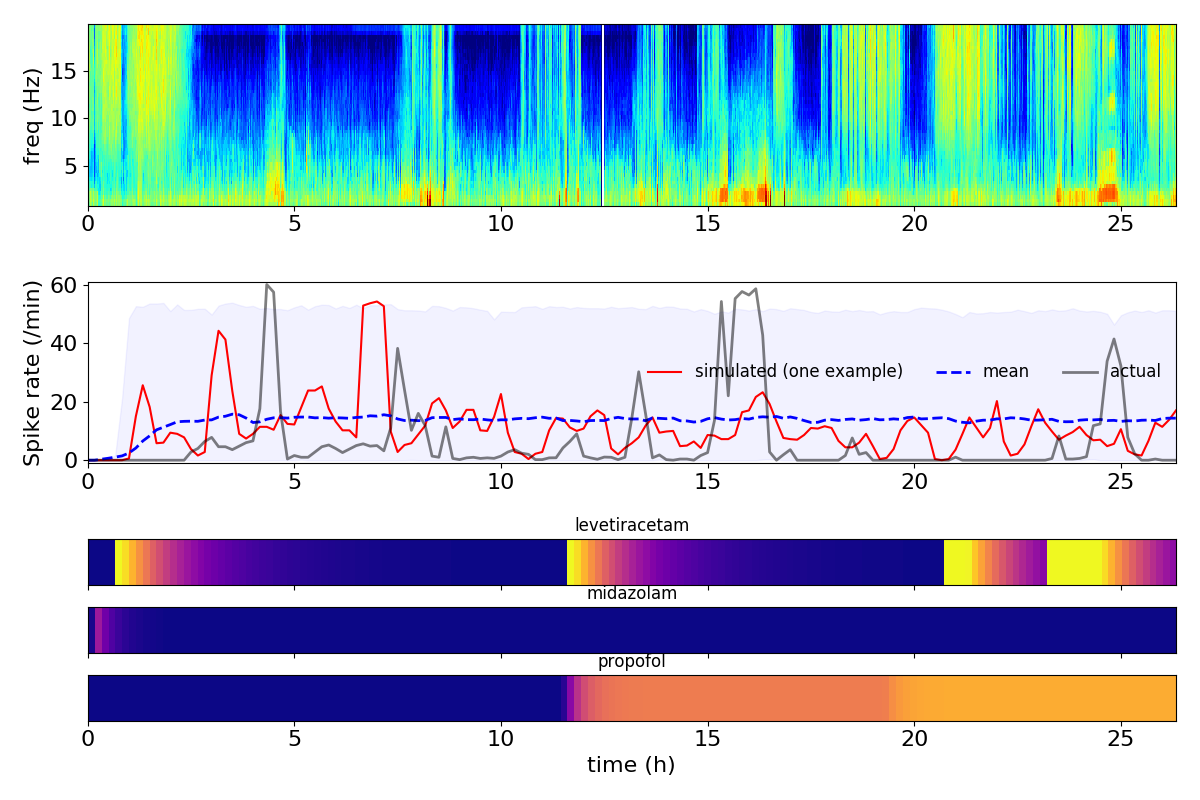 freq (Hz)
15
10
5
0 5 10 15 20 25
Spike rate (/min)
60
40
20
0
simulated (one example) mean actual
0 5 10 15 20 25
levetiracetam
midazolam
propofol
0 5 10 15 20 25
time (h)